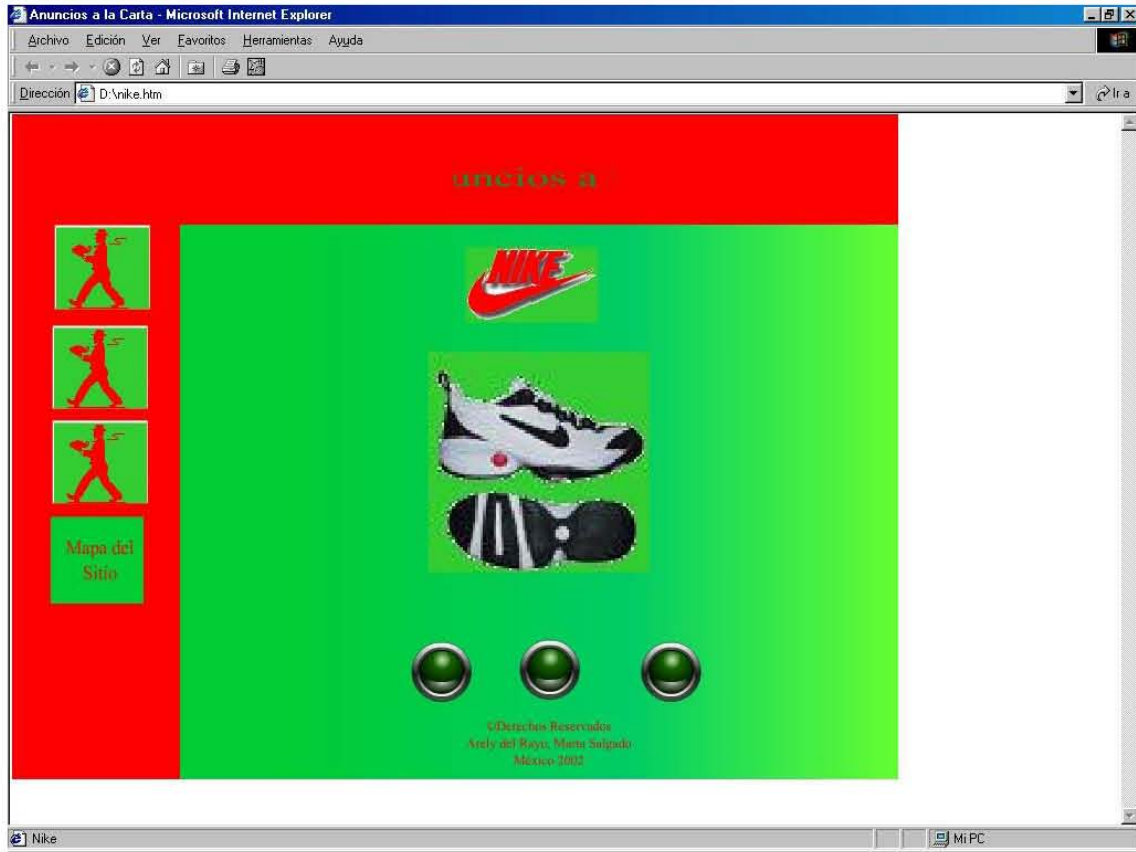 Anuncios a la Carta - Microsoft Internet Explorer
Archivo Edición Ver Favoritos Herramientas Ayuda
Dirección D:\nike.htm Ir a
uncios a
NIKE
Mapa del
Sitio
©Derechos Reservados
Arely del Rayo, Marta Salgado
México 2002
Nike Mi PC